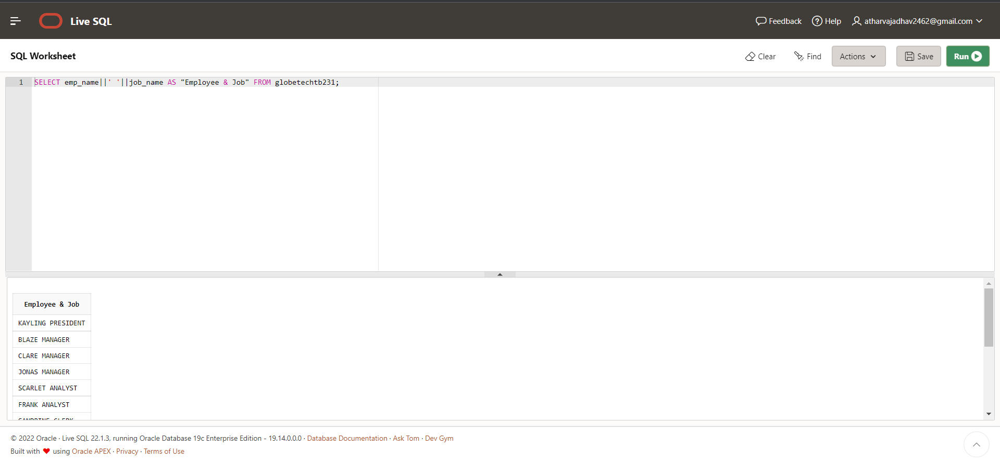 Live SQL Feedback Help atharvajadhav2462@gmail.com
SQL Worksheet Clear Find Actions Save Run
1 SELECT emp_name||' '||job_name AS "Employee & Job" FROM globetechtb231;
Employee & Job
KAYLING PRESIDENT
BLAZE MANAGER
CLARE MANAGER
JONAS MANAGER
SCARLET ANALYST
FRANK ANALYST
SANDRINE CLERK
© 2022 Oracle · Live SQL 22.1.3, running Oracle Database 19c Enterprise Edition - 19.14.0.0.0 · Database Documentation · Ask Tom · Dev Gym
Built with ❤ using Oracle APEX · Privacy · Terms of Use